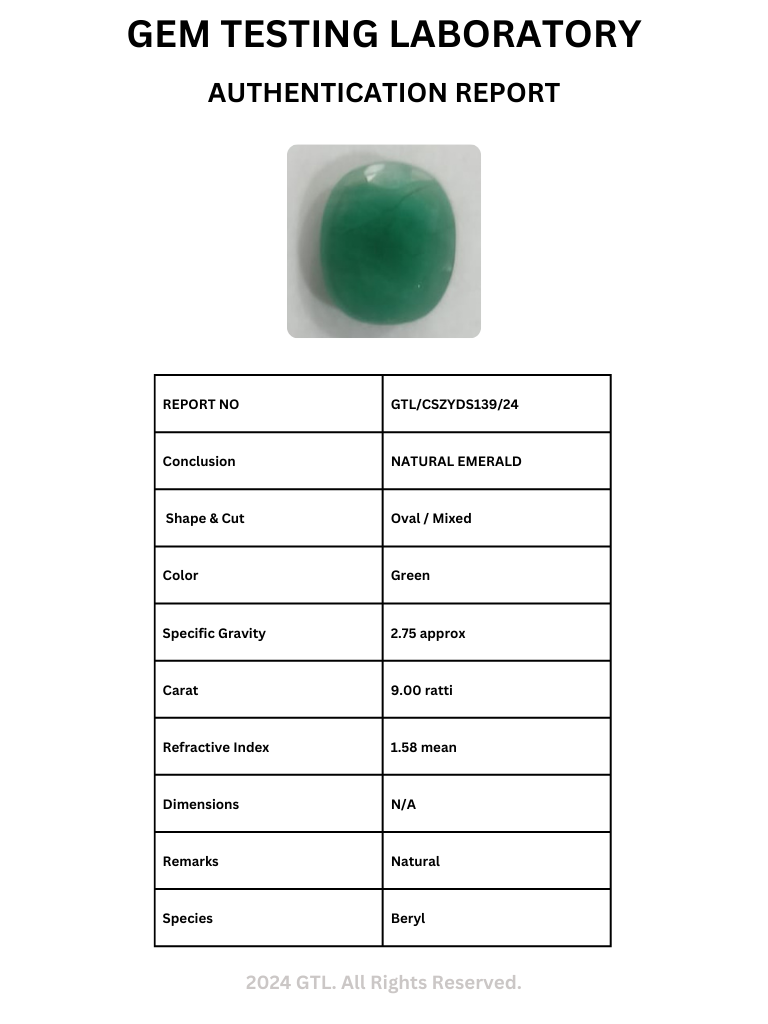 GEM TESTING LABORATORY
AUTHENTICATION REPORT
REPORT NO GTL/CSZYDS139/24
Conclusion NATURAL EMERALD
Shape & Cut Oval / Mixed
Color Green
Specific Gravity 2.75 approx
Carat 9.00 ratti
Refractive Index 1.58 mean
Dimensions N/A
Remarks Natural
Species Beryl
2024 GTL. All Rights Reserved.